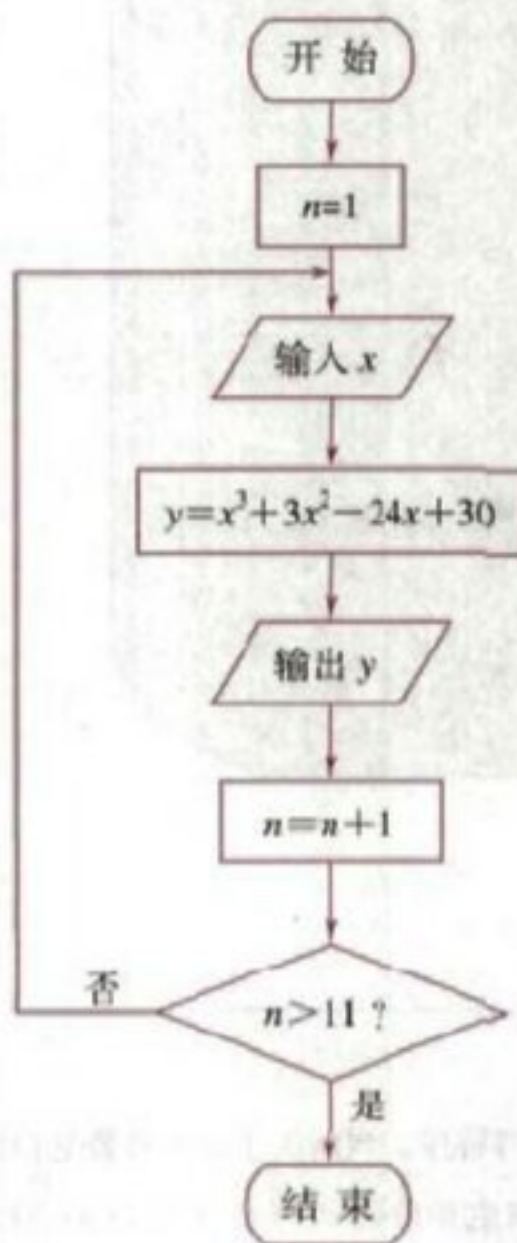 开 始
n=1
输入 x
y=x³+3x²-24x+30
输出 y
n=n+1
n>11 ?
否
是
结 束